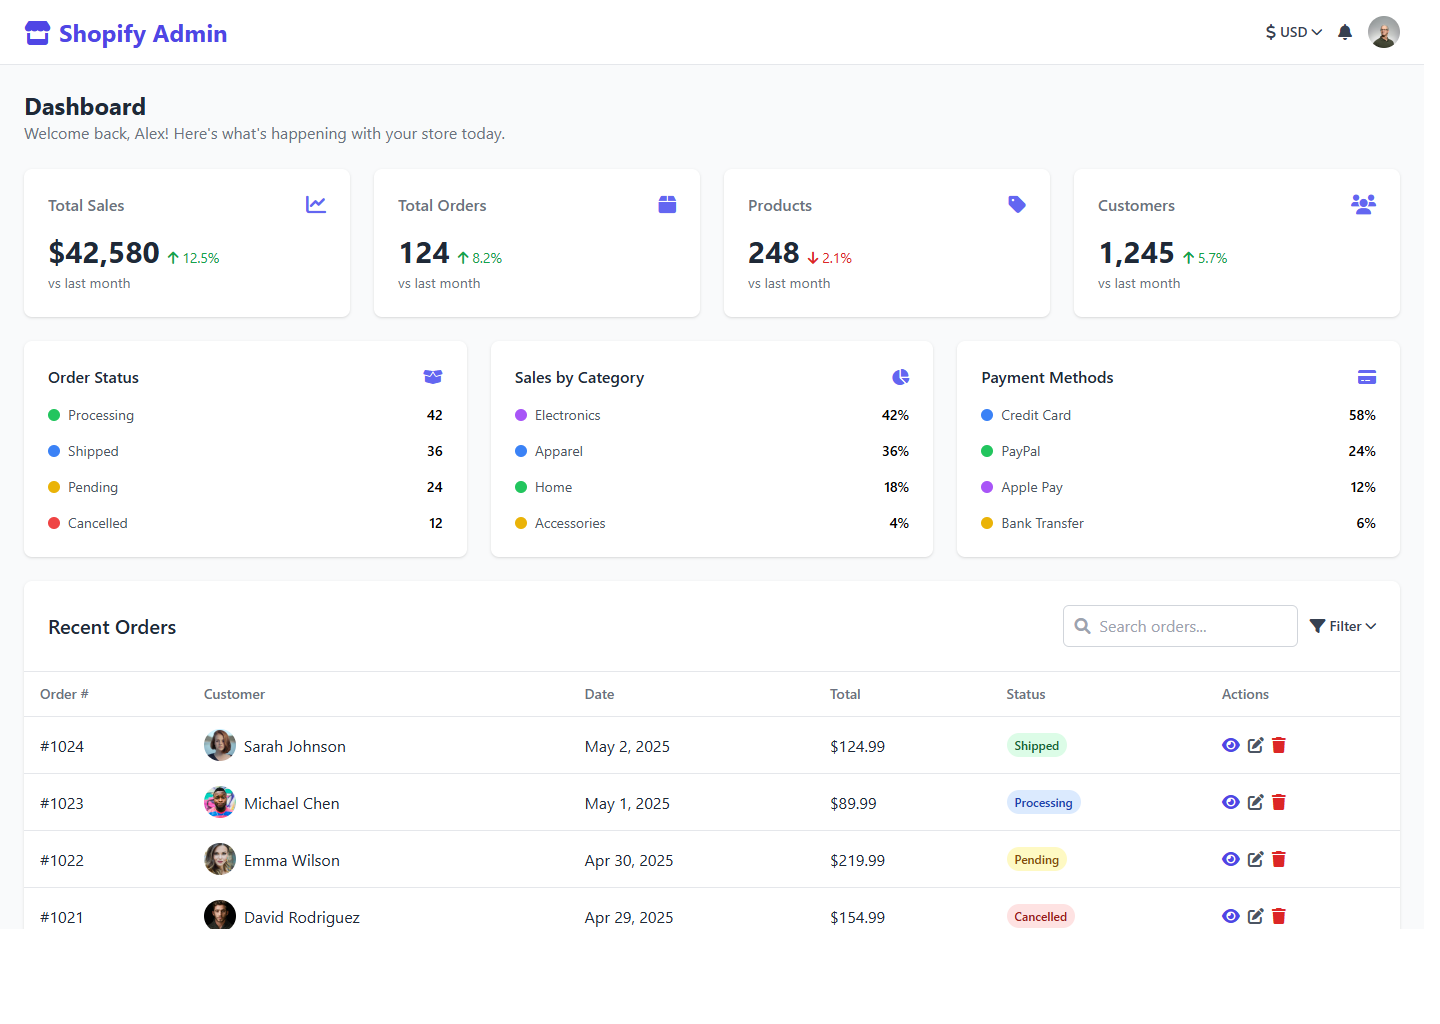 Shopify Admin
$ USD
Dashboard
Welcome back, Alex! Here's what's happening with your store today.
Total Sales
$42,580 12.5%
vs last month
Total Orders
124 8.2%
vs last month
Products
248 2.1%
vs last month
Customers
1,245 5.7%
vs last month
Order Status
Processing 42
Shipped 36
Pending 24
Cancelled 12
Sales by Category
Electronics 42%
Apparel 36%
Home 18%
Accessories 4%
Payment Methods
Credit Card 58%
PayPal 24%
Apple Pay 12%
Bank Transfer 6%
Recent Orders
Search orders...
Filter
Order # Customer Date Total Status Actions
#1024 Sarah Johnson May 2, 2025 $124.99 Shipped
#1023 Michael Chen May 1, 2025 $89.99 Processing
#1022 Emma Wilson Apr 30, 2025 $219.99 Pending
#1021 David Rodriguez Apr 29, 2025 $154.99 Cancelled